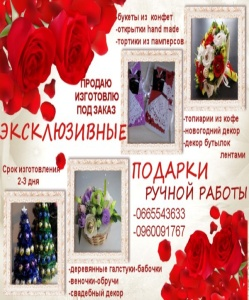 -букеты из конфет
-открытки hand made
-тортики из памперсов
ПРОДАЮ
ИЗГОТОВЛЮ
ПОД ЗАКАЗ
ЭКСКЛЮЗИВНЫЕ
-топиарии из кофе
-новогодний декор
-декор бутылок
лентами
Срок изготовления
2-3 дня
ПОДАРКИ
РУЧНОЙ РАБОТЫ
-0665543633
-0960091767
-деревянные галстуки-бабочки
-веночки-обручи
-свадебный декор